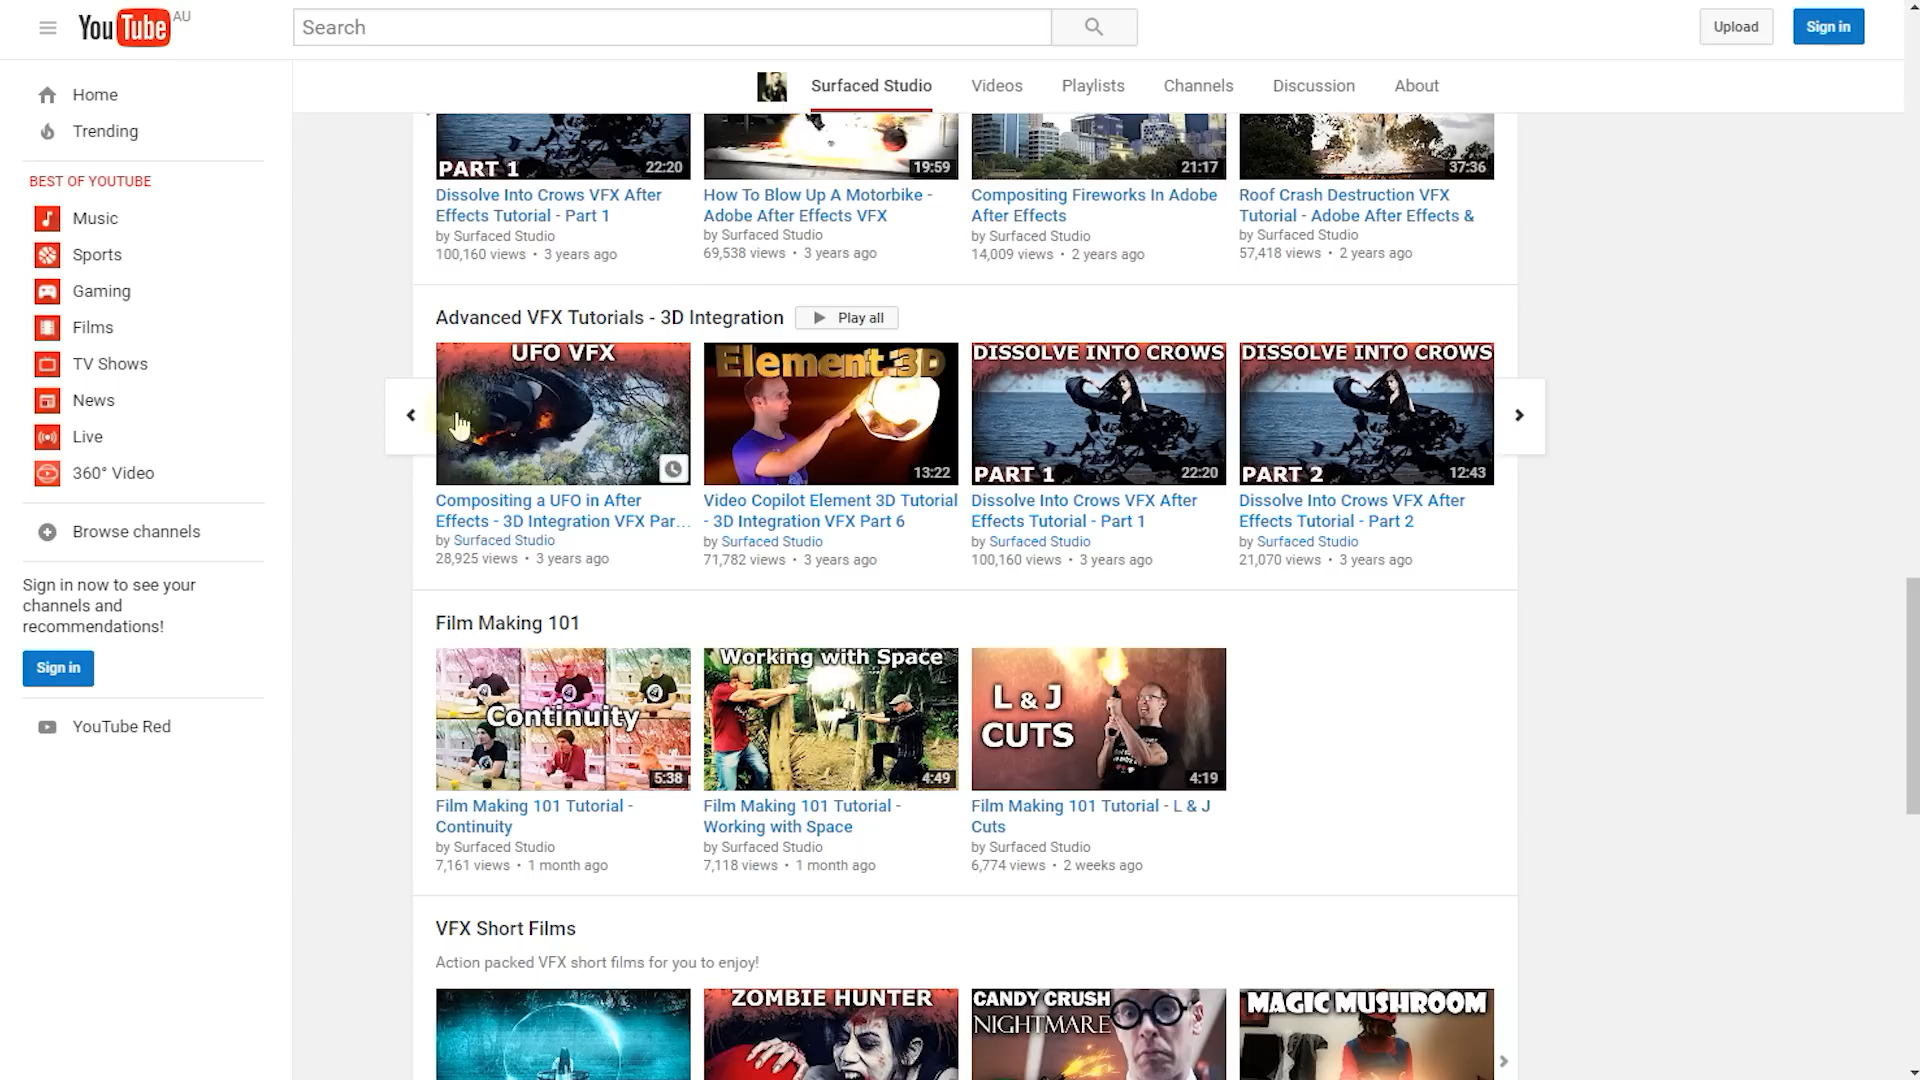 YouTube AU
Search
Upload
Sign in
Home
Trending
BEST OF YOUTUBE
Music
Sports
Gaming
Films
TV Shows
News
Live
360° Video
Browse channels
Sign in now to see your
channels and
recommendations!
Sign in
YouTube Red
Surfaced Studio
Videos
Playlists
Channels
Discussion
About
PART 1
22:20
19:59
21:17
37:36
Dissolve Into Crows VFX After
Effects Tutorial - Part 1
by Surfaced Studio
100,160 views • 3 years ago
How To Blow Up A Motorbike -
Adobe After Effects VFX
by Surfaced Studio
69,538 views • 3 years ago
Compositing Fireworks In Adobe
After Effects
by Surfaced Studio
14,009 views • 2 years ago
Roof Crash Destruction VFX
Tutorial - Adobe After Effects &
by Surfaced Studio
57,418 views • 2 years ago
Advanced VFX Tutorials - 3D Integration
Play all
UFO VFX
Element 3D
13:22
DISSOLVE INTO CROWS
PART 1
22:20
DISSOLVE INTO CROWS
PART 2
12:43
Compositing a UFO in After
Effects - 3D Integration VFX Par...
by Surfaced Studio
28,925 views • 3 years ago
Video Copilot Element 3D Tutorial
- 3D Integration VFX Part 6
by Surfaced Studio
71,782 views • 3 years ago
Dissolve Into Crows VFX After
Effects Tutorial - Part 1
by Surfaced Studio
100,160 views • 3 years ago
Dissolve Into Crows VFX After
Effects Tutorial - Part 2
by Surfaced Studio
21,070 views • 3 years ago
Film Making 101
Continuity
5:38
Working with Space
4:49
L & J
CUTS
4:19
Film Making 101 Tutorial -
Continuity
by Surfaced Studio
7,161 views • 1 month ago
Film Making 101 Tutorial -
Working with Space
by Surfaced Studio
7,118 views • 1 month ago
Film Making 101 Tutorial - L & J
Cuts
by Surfaced Studio
6,774 views • 2 weeks ago
VFX Short Films
Action packed VFX short films for you to enjoy!
ZOMBIE HUNTER
CANDY CRUSH
NIGHTMARE
MAGIC MUSHROOM